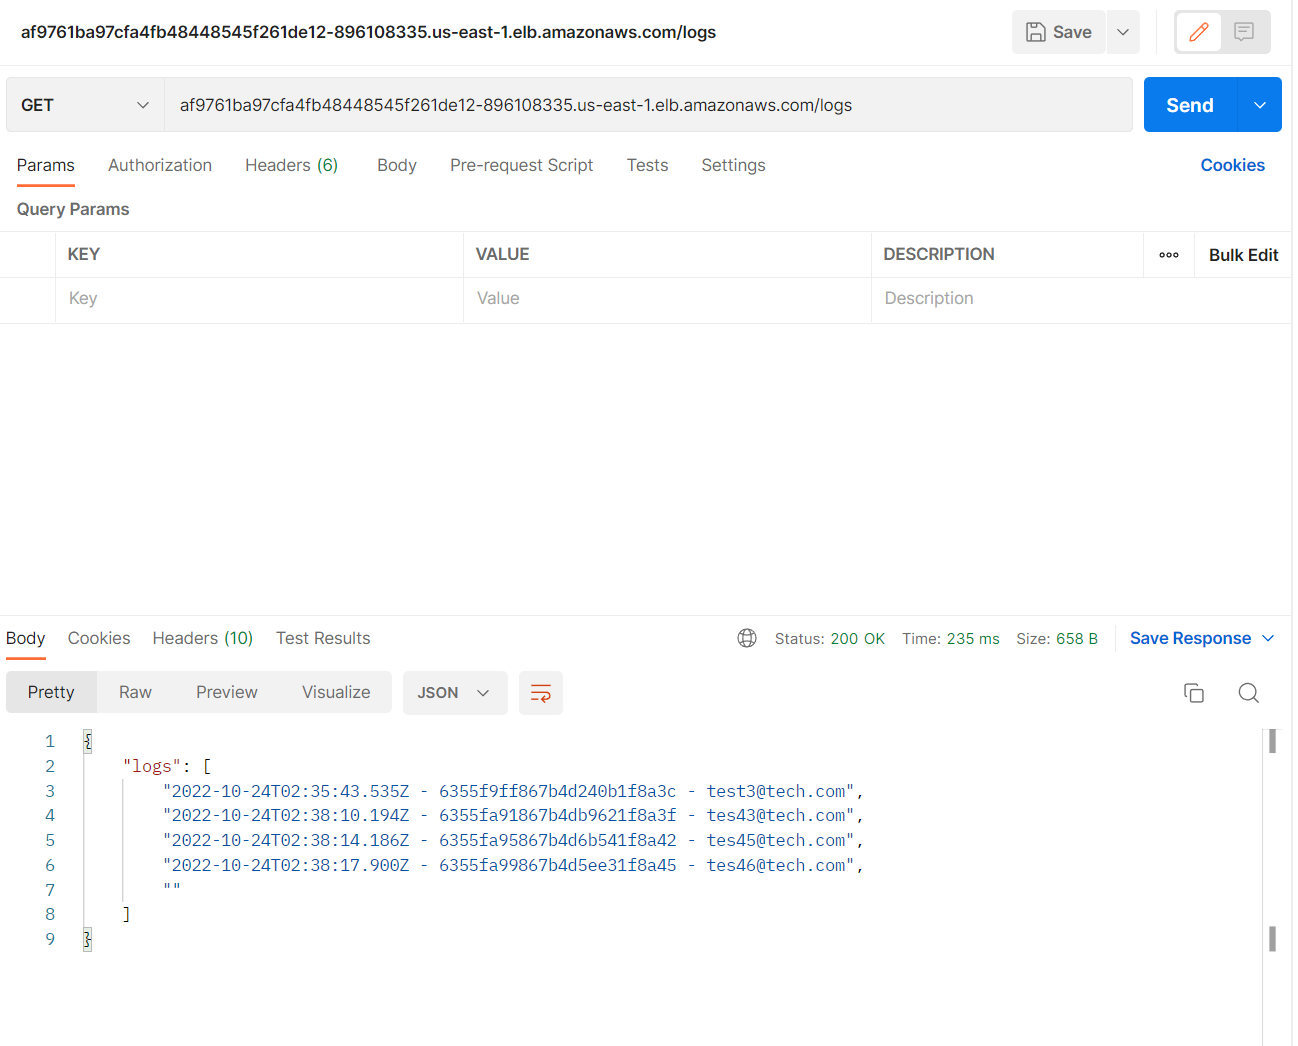 af9761ba97cfa4fb48448545f261de12-896108335.us-east-1.elb.amazonaws.com/logs Save
GET af9761ba97cfa4fb48448545f261de12-896108335.us-east-1.elb.amazonaws.com/logs Send
Params Authorization Headers (6) Body Pre-request Script Tests Settings Cookies
Query Params
KEY VALUE DESCRIPTION Bulk Edit
Key Value Description
Body Cookies Headers (10) Test Results Status: 200 OK Time: 235 ms Size: 658 B Save Response
Pretty Raw Preview Visualize JSON
1 {
2 "logs": [
3 "2022-10-24T02:35:43.535Z - 6355f9ff867b4d240b1f8a3c - test3@tech.com",
4 "2022-10-24T02:38:10.194Z - 6355fa91867b4db9621f8a3f - tes43@tech.com",
5 "2022-10-24T02:38:14.186Z - 6355fa95867b4d6b541f8a42 - tes45@tech.com",
6 "2022-10-24T02:38:17.900Z - 6355fa99867b4d5ee31f8a45 - tes46@tech.com",
7 ""
8 ]
9 }